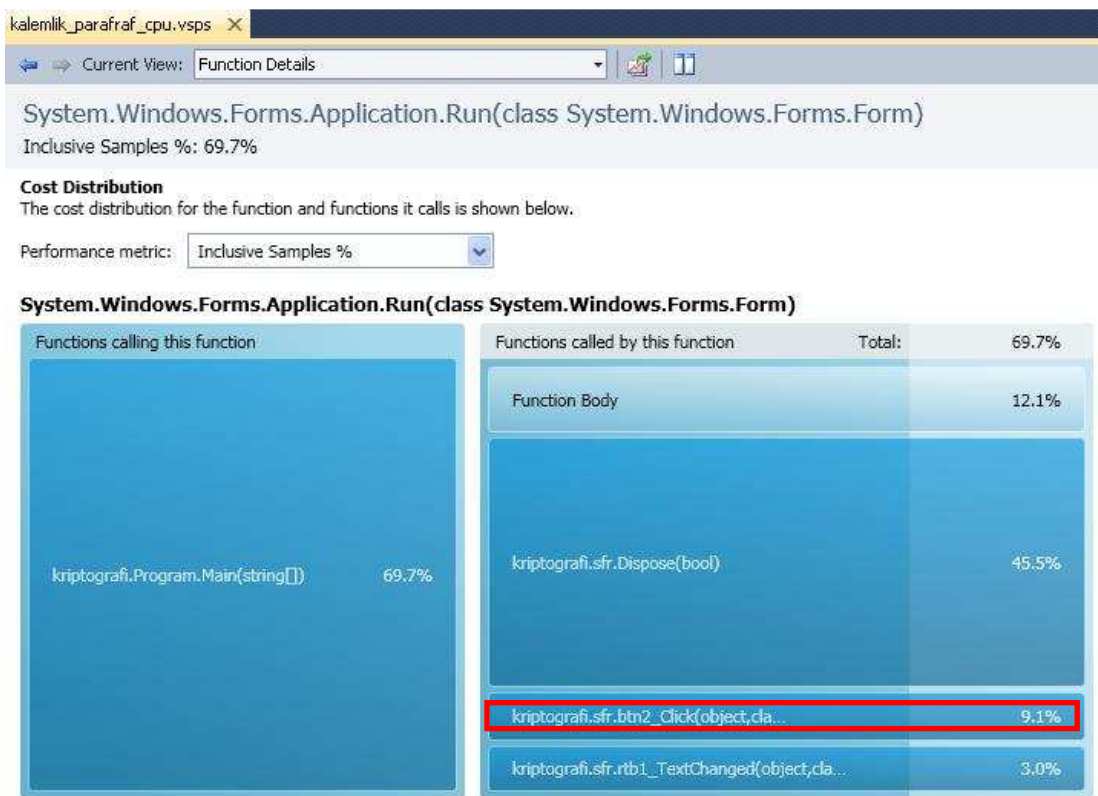 kalemlik_parafraf_cpu.vsps
Current View: Function Details
System.Windows.Forms.Application.Run(class System.Windows.Forms.Form)
Inclusive Samples %: 69.7%
Cost Distribution
The cost distribution for the function and functions it calls is shown below.
Performance metric: Inclusive Samples %
System.Windows.Forms.Application.Run(class System.Windows.Forms.Form)
Functions calling this function
kriptografi.Program.Main(string[]) 69.7%
Functions called by this function Total: 69.7%
Function Body 12.1%
kriptografi.sfr.Dispose(bool) 45.5%
kriptografi.sfr.btn2_Click(object,cla... 9.1%
kriptografi.sfr.rtb1_TextChanged(object,cla... 3.0%